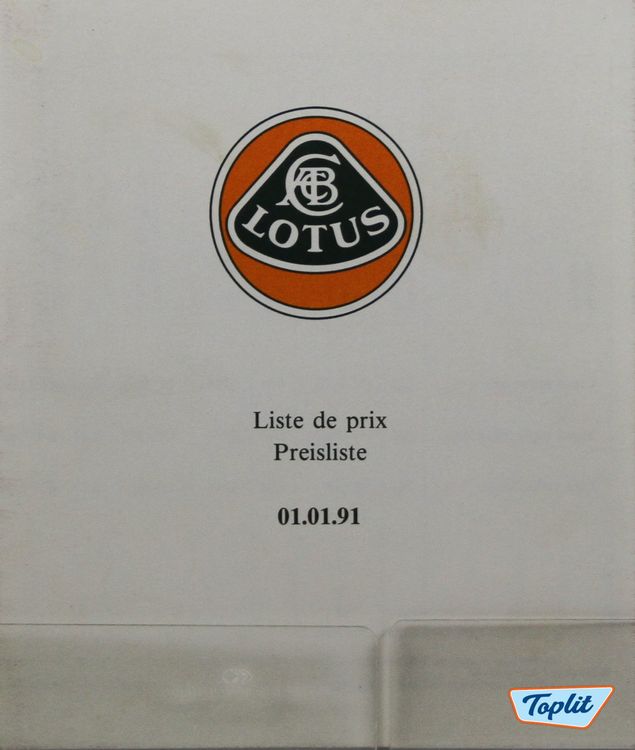 ACBC
LOTUS
Liste de prix
Preisliste
01.01.91
Toplit